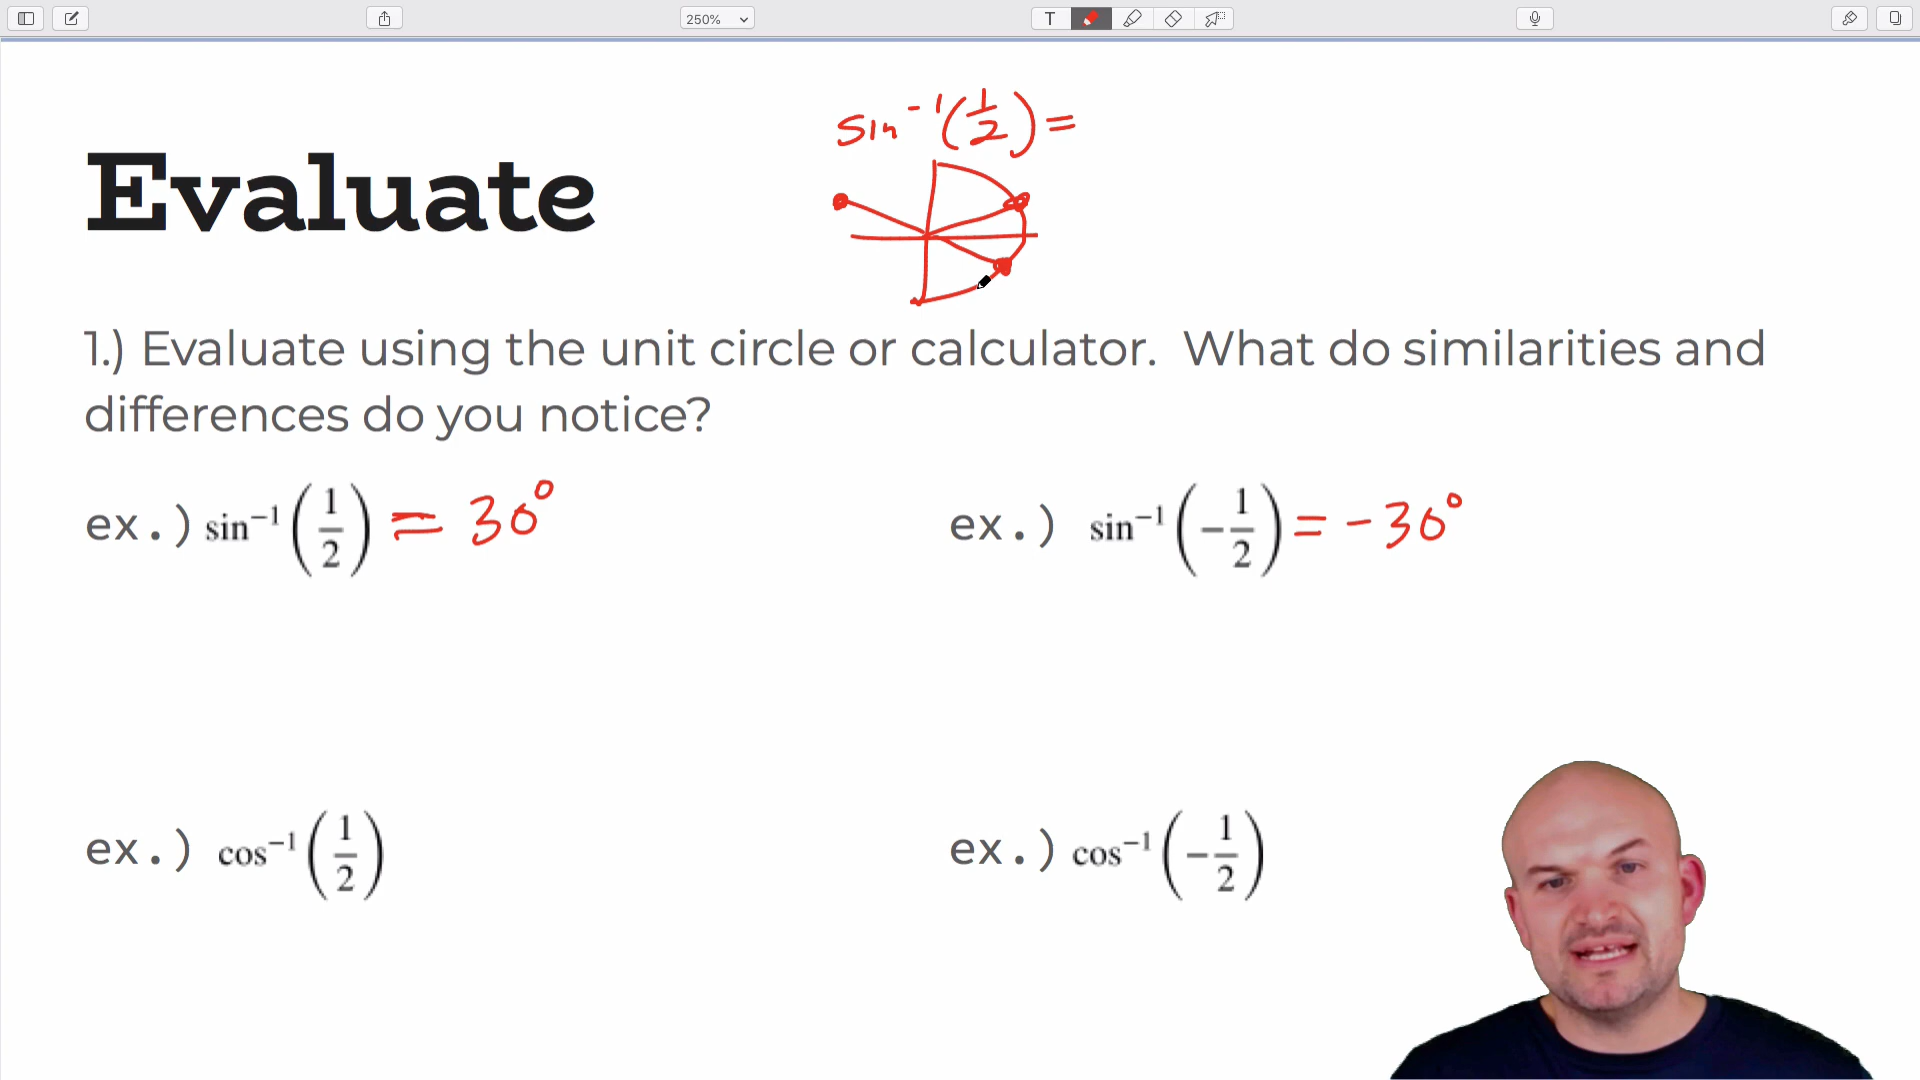 250%
T
sin⁻¹(1/2) =
Evaluate
1.) Evaluate using the unit circle or calculator. What do similarities and
differences do you notice?
ex.) sin⁻¹(1/2) = 30°
ex.) sin⁻¹(-1/2) = -30°
ex.) cos⁻¹(1/2)
ex.) cos⁻¹(-1/2)